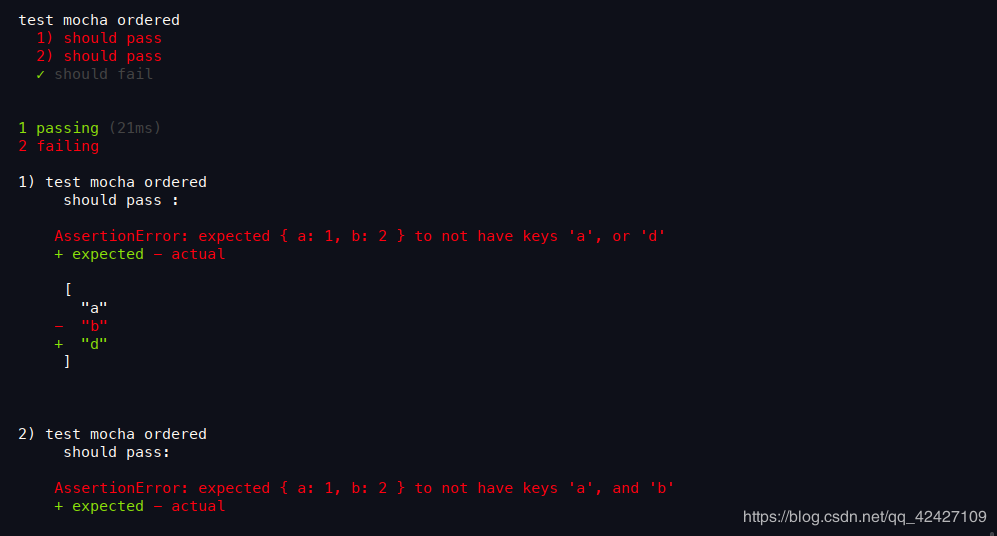 test mocha ordered
1) should pass
2) should pass
✓ should fail
1 passing (21ms)
2 failing
1) test mocha ordered
should pass :
AssertionError: expected { a: 1, b: 2 } to not have keys 'a', or 'd'
+ expected - actual
[
"a"
- "b"
+ "d"
]
2) test mocha ordered
should pass:
AssertionError: expected { a: 1, b: 2 } to not have keys 'a', and 'b'
+ expected - actual
https://blog.csdn.net/qq_42427109